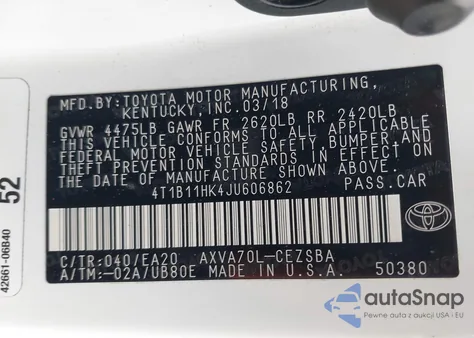 MFD.BY:TOYOTA MOTOR MANUFACTURING,
KENTUCKY, INC. 03/18
GVWR 4475LB GAWR FR 2620LB RR 2420LB
THIS VEHICLE CONFORMS TO ALL APPLICABLE
FEDERAL MOTOR VEHICLE SAFETY, BUMPER, AND
THEFT PREVENTION STANDARDS IN EFFECT ON
THE DATE OF MANUFACTURE SHOWN ABOVE.
4T1B11HK4JU606862 PASS.CAR
C/TR:040/EA20 AXVA70L-CEZSBA
A/TM:-02A/UB80E MADE IN U.S.A. 50380
52
42661-06B40
autoSnap
Pojazdy z aukcji USA i EU